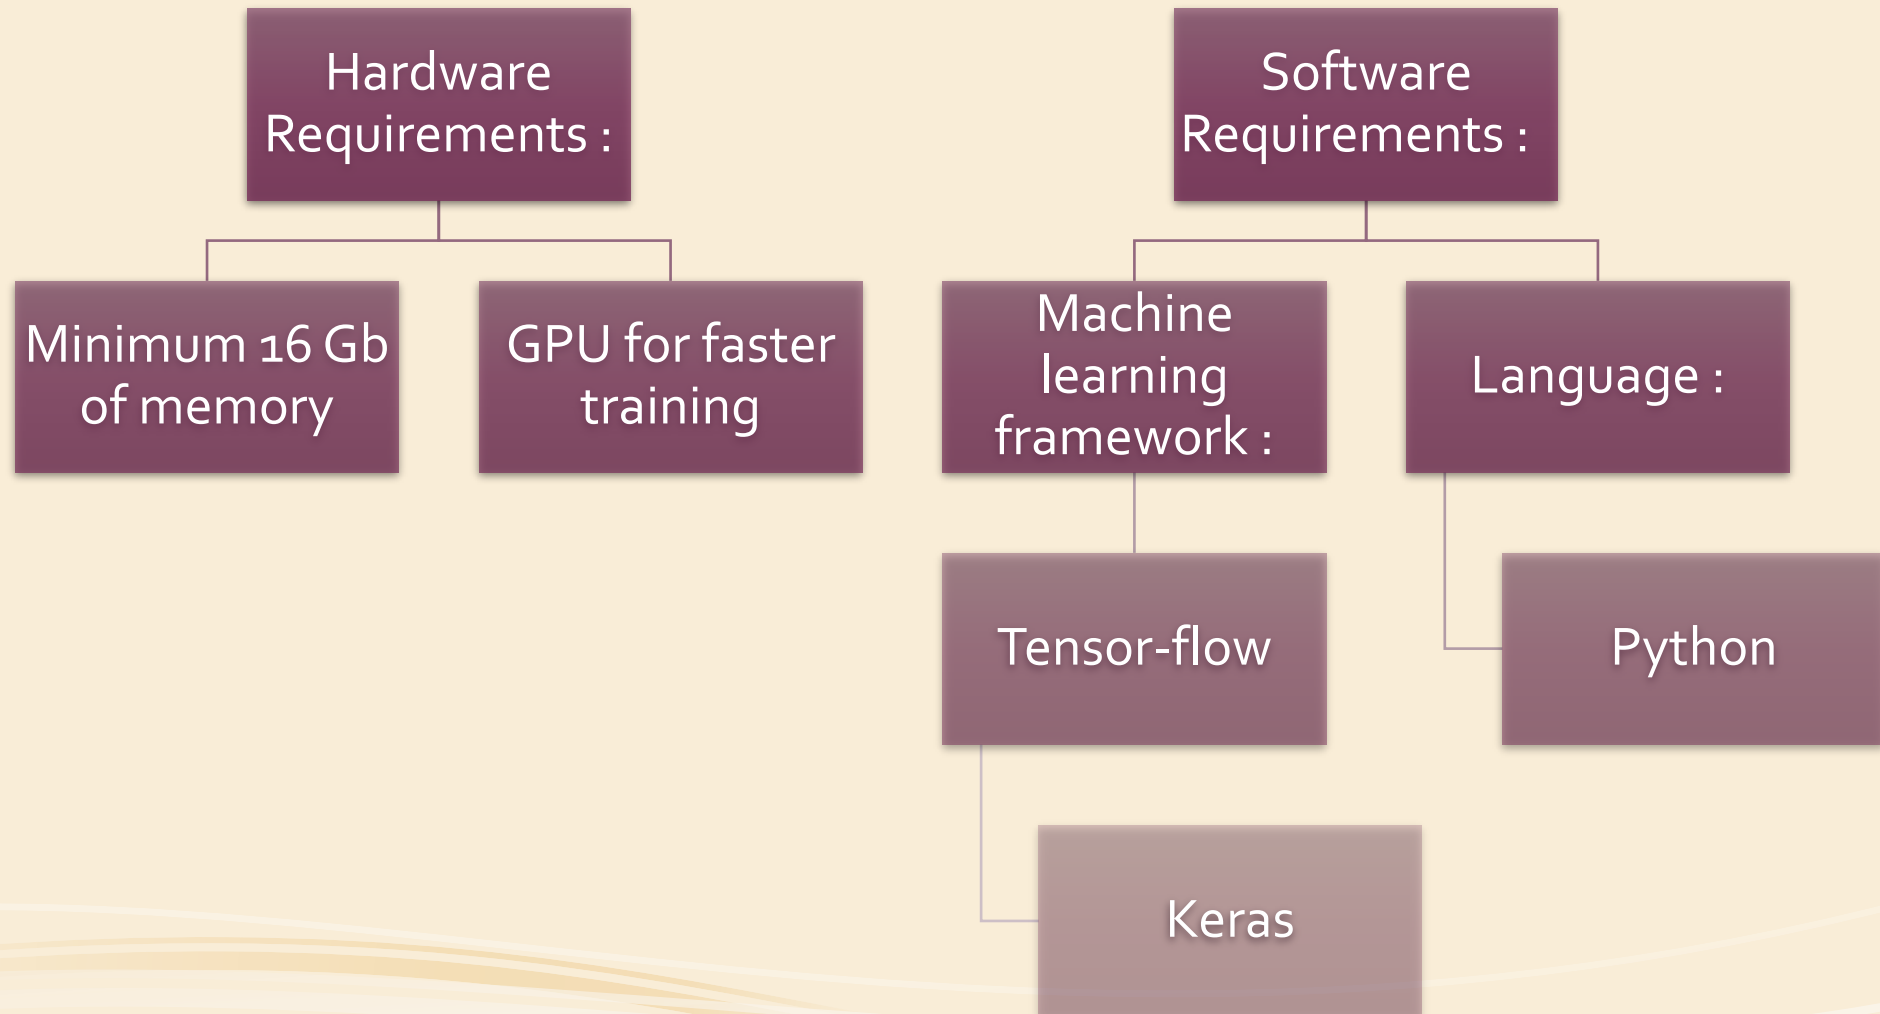 Hardware
Requirements :
Software
Requirements :
Minimum 16 Gb
of memory
GPU for faster
training
Machine
learning
framework :
Language :
Tensor-flow
Python
Keras